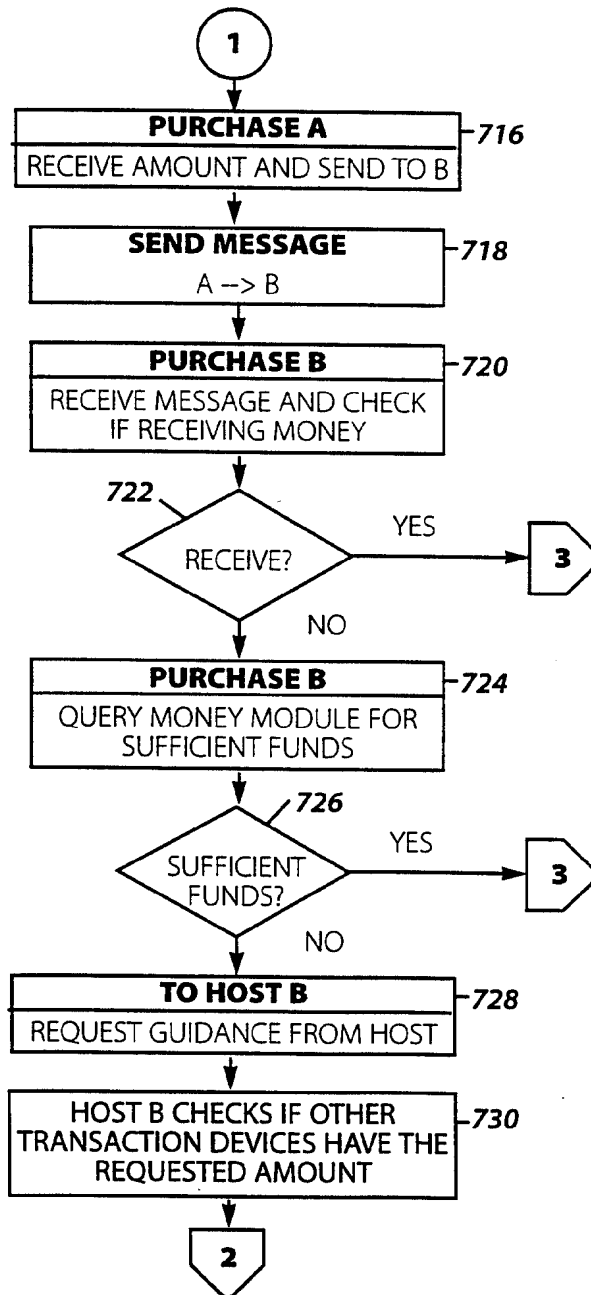 1
PURCHASE A
716
RECEIVE AMOUNT AND SEND TO B
SEND MESSAGE
718
A --> B
PURCHASE B
720
RECEIVE MESSAGE AND CHECK
IF RECEIVING MONEY
722
RECEIVE?
YES
3
NO
PURCHASE B
724
QUERY MONEY MODULE FOR
SUFFICIENT FUNDS
726
SUFFICIENT
FUNDS?
YES
3
NO
TO HOST B
728
REQUEST GUIDANCE FROM HOST
HOST B CHECKS IF OTHER
TRANSACTION DEVICES HAVE THE
REQUESTED AMOUNT
730
2